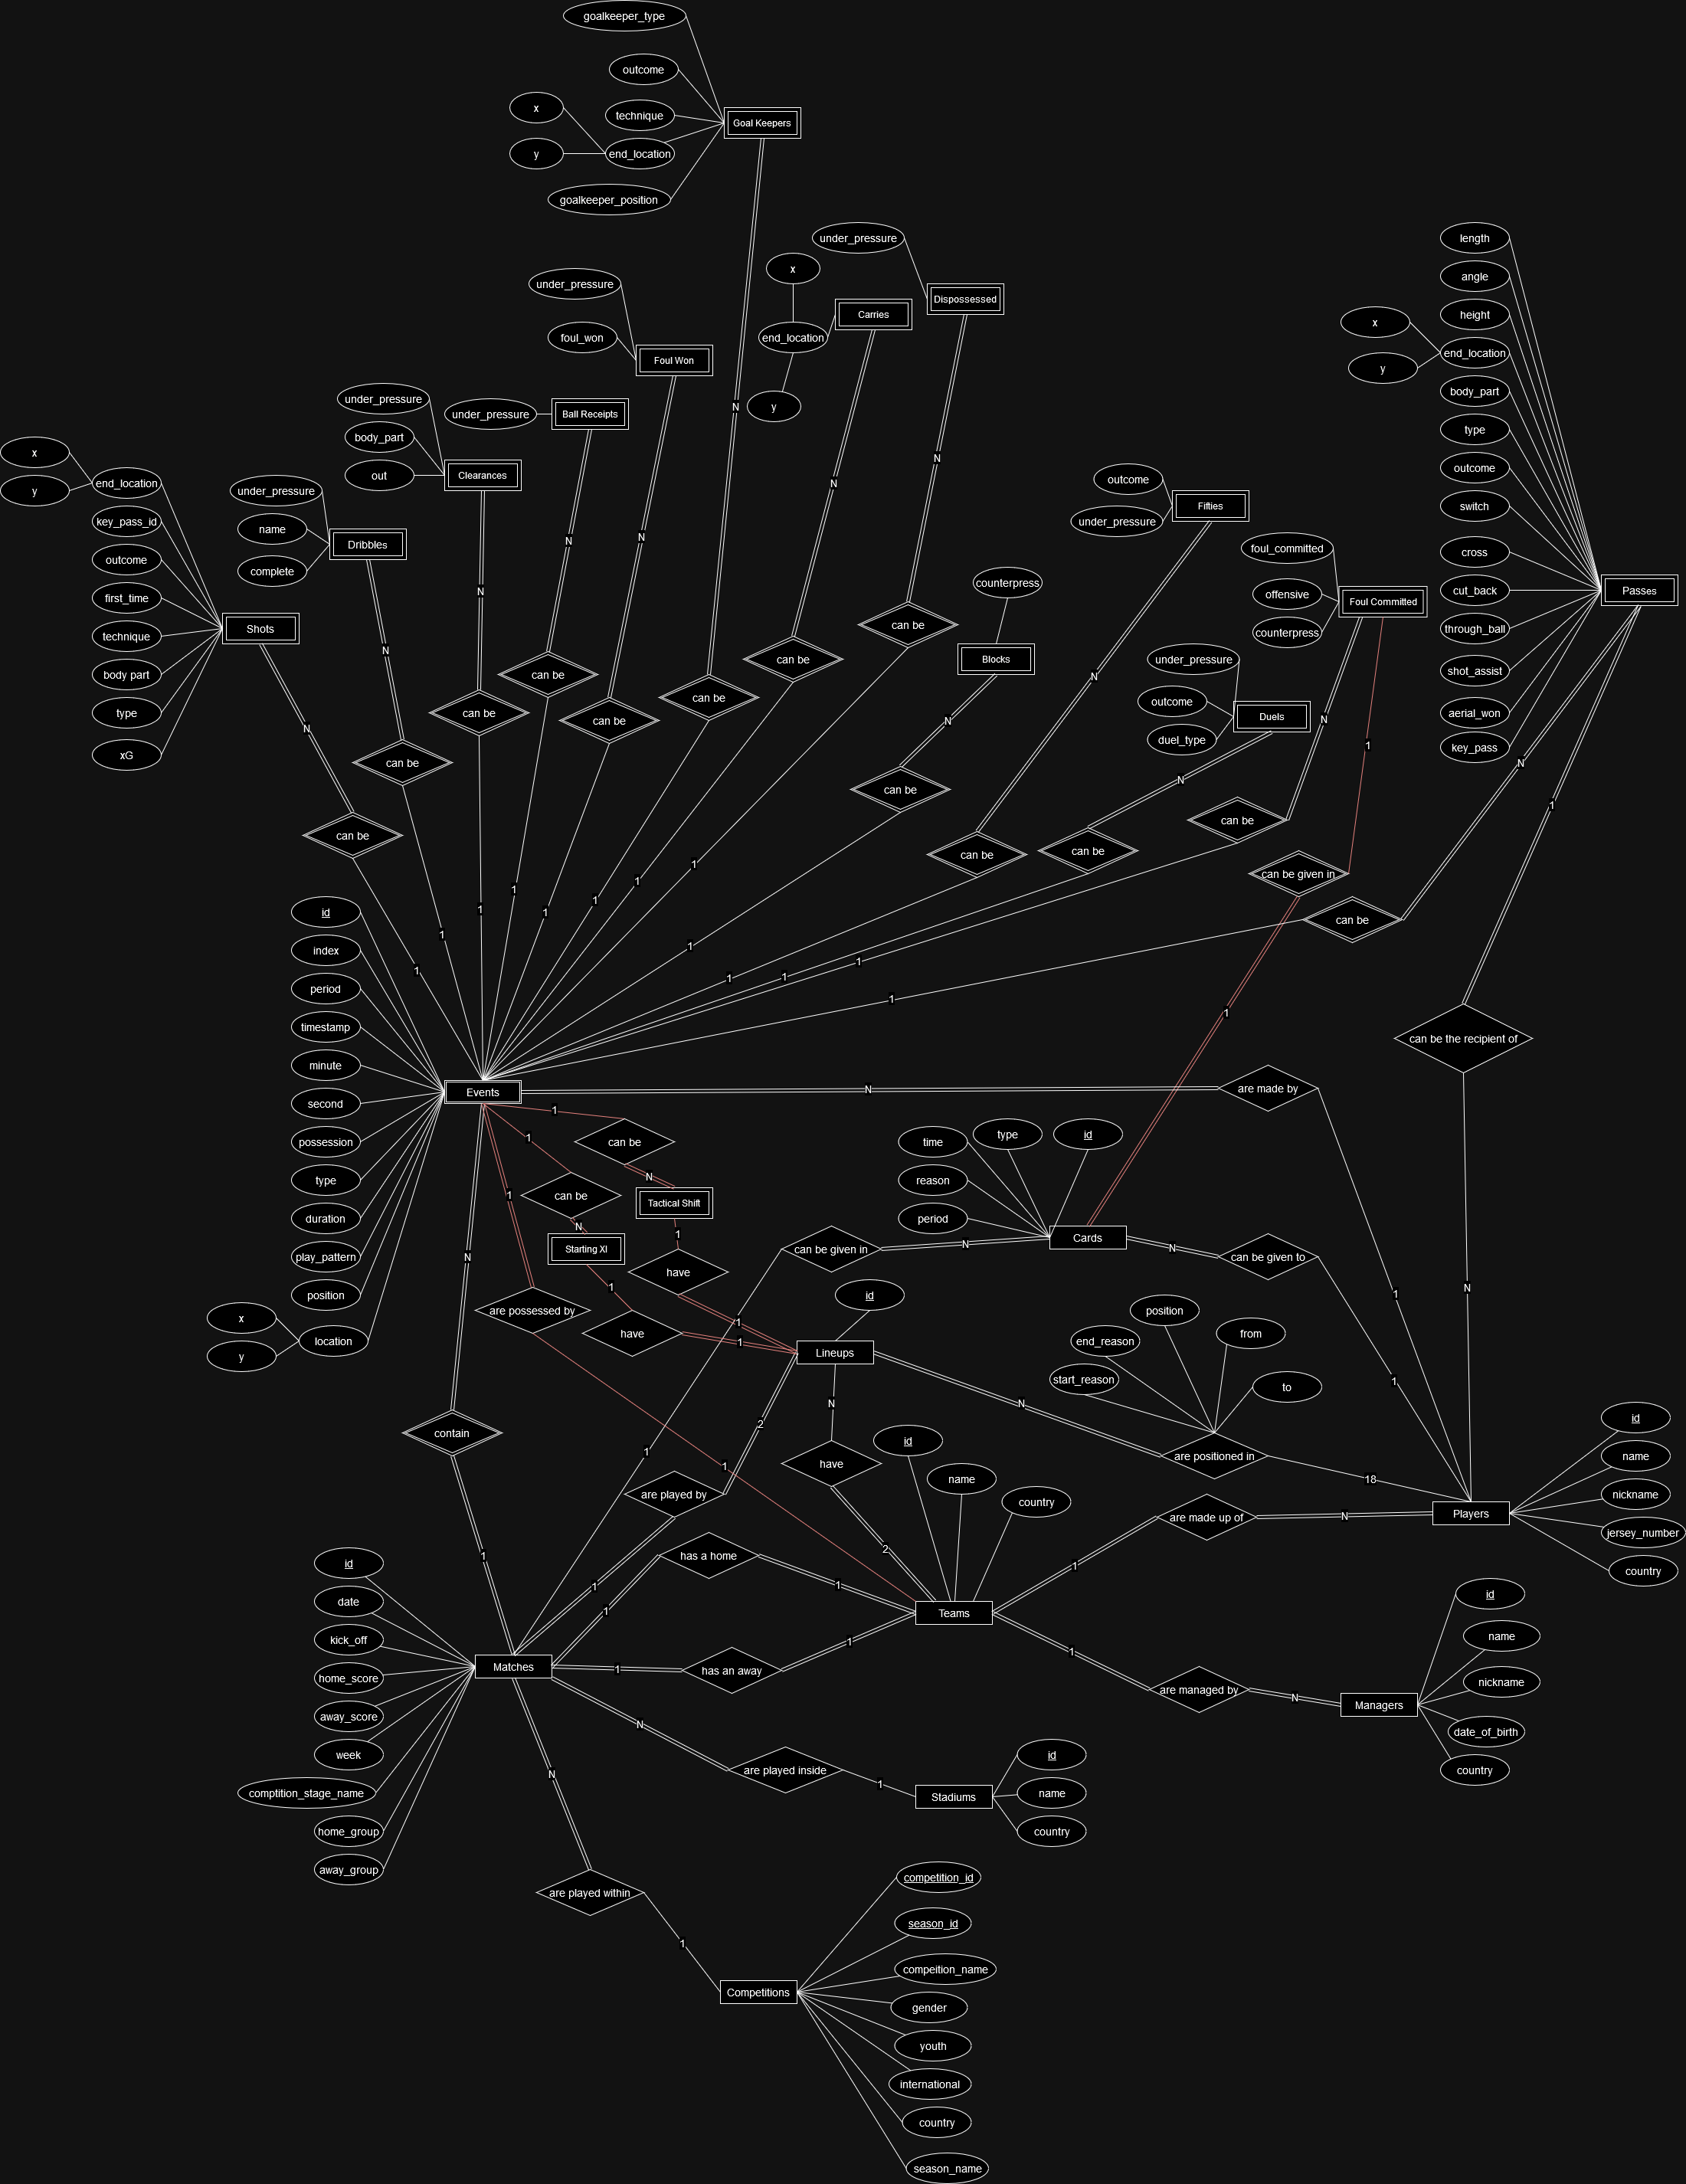 goalkeeper_type
outcome
x
technique
Goal Keepers
y
end_location
goalkeeper_position
under_pressure
length
x
angle
under_pressure
Dispossessed
Carries
height
foul_won
end_location
x
end_location
Foul Won
y
under_pressure
body_part
y
N
under_pressure
Ball Receipts
type
body_part
x
N
outcome
out
Clearances
outcome
end_location
N
y
under_pressure
Fifties
switch
key_pass_id
under_pressure
name
N
N
Dribbles
foul_committed
cross
outcome
complete
counterpress
offensive
cut_back
Passes
N
first_time
Foul Committed
can be
through_ball
Shots
counterpress
technique
N
can be
Blocks
under_pressure
shot_assist
body part
can be
N
can be
outcome
type
can be
can be
Duels
aerial_won
N
N
N
duel_type
1
key_pass
xG
can be
N
N
can be
1
can be
can be
can be
can be
1
can be given in
1
1
id
1
1
1
can be
1
index
1
1
1
1
1
period
1
1
timestamp
can be the recipient of
minute
Events
N
are made by
second
1
possession
1
can be
time
type
id
type
N
reason
1
can be
Tactical Shift
duration
N
period
1
Cards
play_pattern
N
Starting XI
can be given in
N
N
can be given to
have
position
1
are possessed by
id
1
N
x
position
1
location
have
1
end_reason
from
y
Lineups
start_reason
1
to
N
N
2
id
name
contain
id
1
1
have
are positioned in
nickname
1
name
18
are played by
country
Players
are made up of
N
jersey_number
2
id
1
has a home
1
country
date
1
1
1
id
Teams
kick_off
name
1
1
Matches
1
has an away
home_score
nickname
are managed by
N
Managers
away_score
N
date_of_birth
week
id
N
are played inside
country
1
comptition_stage_name
name
Stadiums
home_group
country
away_group
competition_id
are played within
season_id
1
compeition_name
Competitions
gender
youth
international
country
season_name